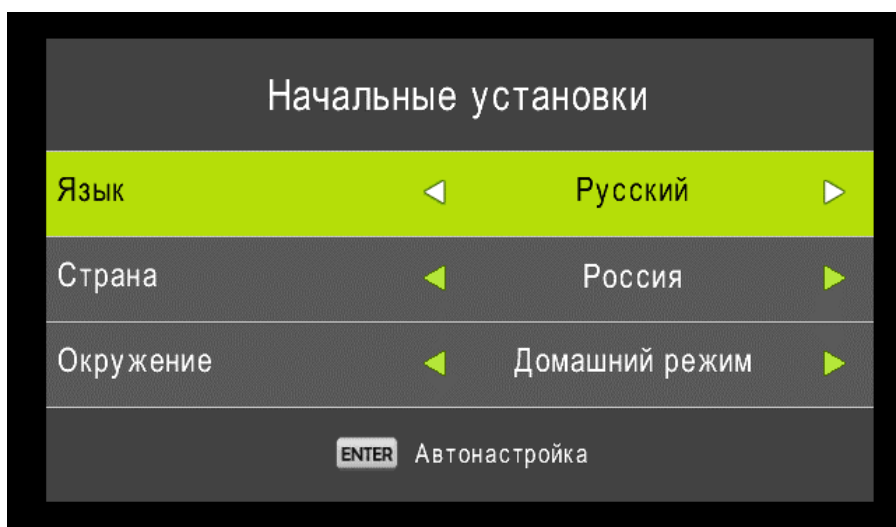 Начальные установки
Язык Русский
Страна Россия
Окружение Домашний режим
ENTER Автонастройка